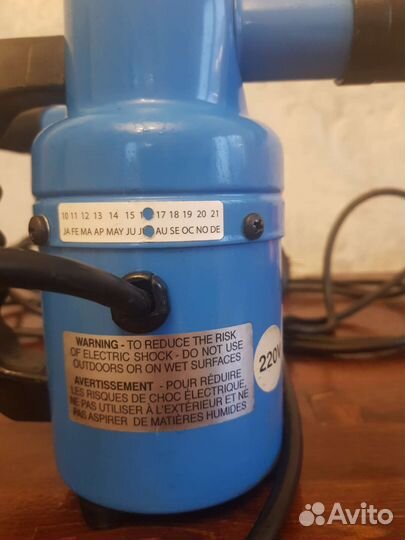 10 11 12 13 14 15 17 18 19 20 21
JA FE MA AP MAY JU AU SE OC NO DE
WARNING - TO REDUCE THE RISK
OF ELECTRIC SHOCK - DO NOT USE
OUTDOORS OR ON WET SURFACES
AVERTISSEMENT - POUR RÉDUIRE
LES RISQUES DE CHOC ÉLECTRIQUE,
NE PAS UTILISER À L'EXTÉRIEUR ET NE
PAS ASPIRER DE MATIÈRES HUMIDES
220V
Avito